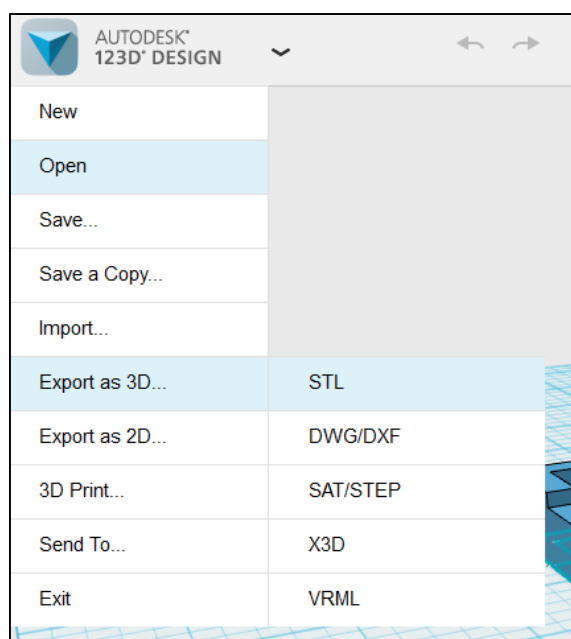 AUTODESK®
123D® DESIGN
New
Open
Save...
Save a Copy...
Import...
Export as 3D...
STL
Export as 2D...
DWG/DXF
3D Print...
SAT/STEP
Send To...
X3D
Exit
VRML